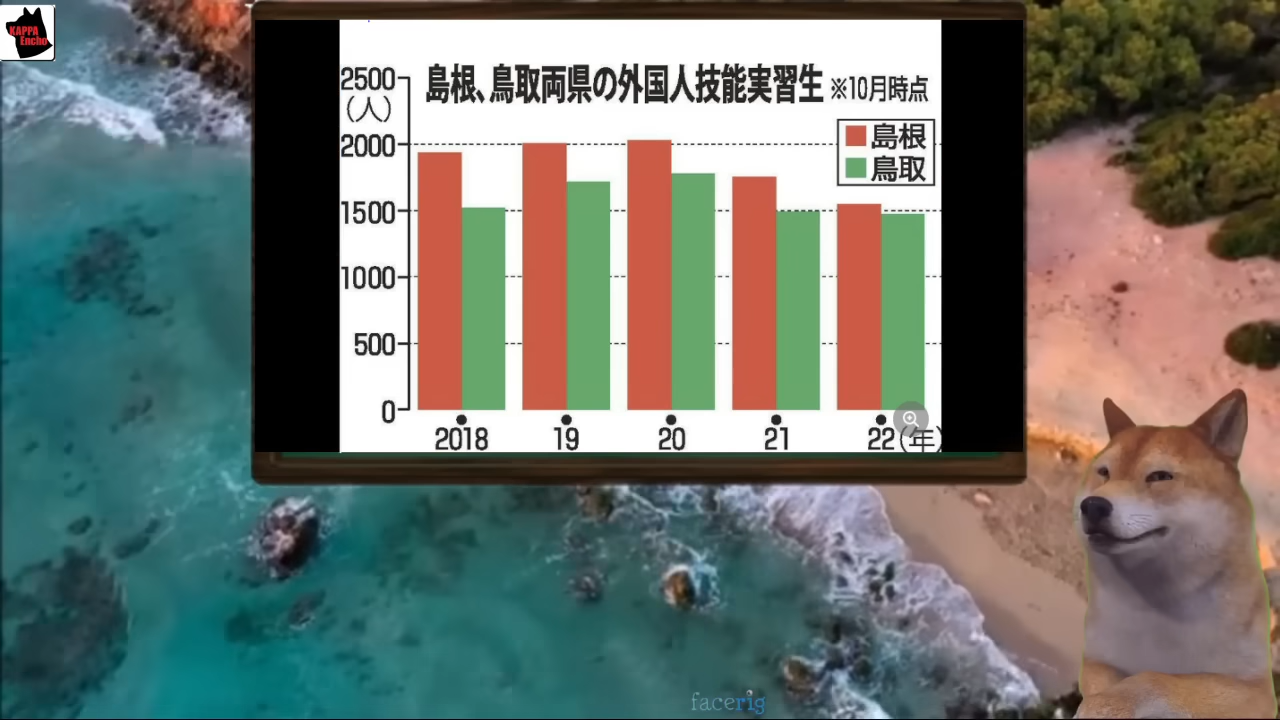 KAPPA
Encho
島根、鳥取両県の外国人技能実習生 ※10月時点
2500
(人)
島根
鳥取
2000
1500
1000
500
0
2018 19 20 21 22(年)
facerig